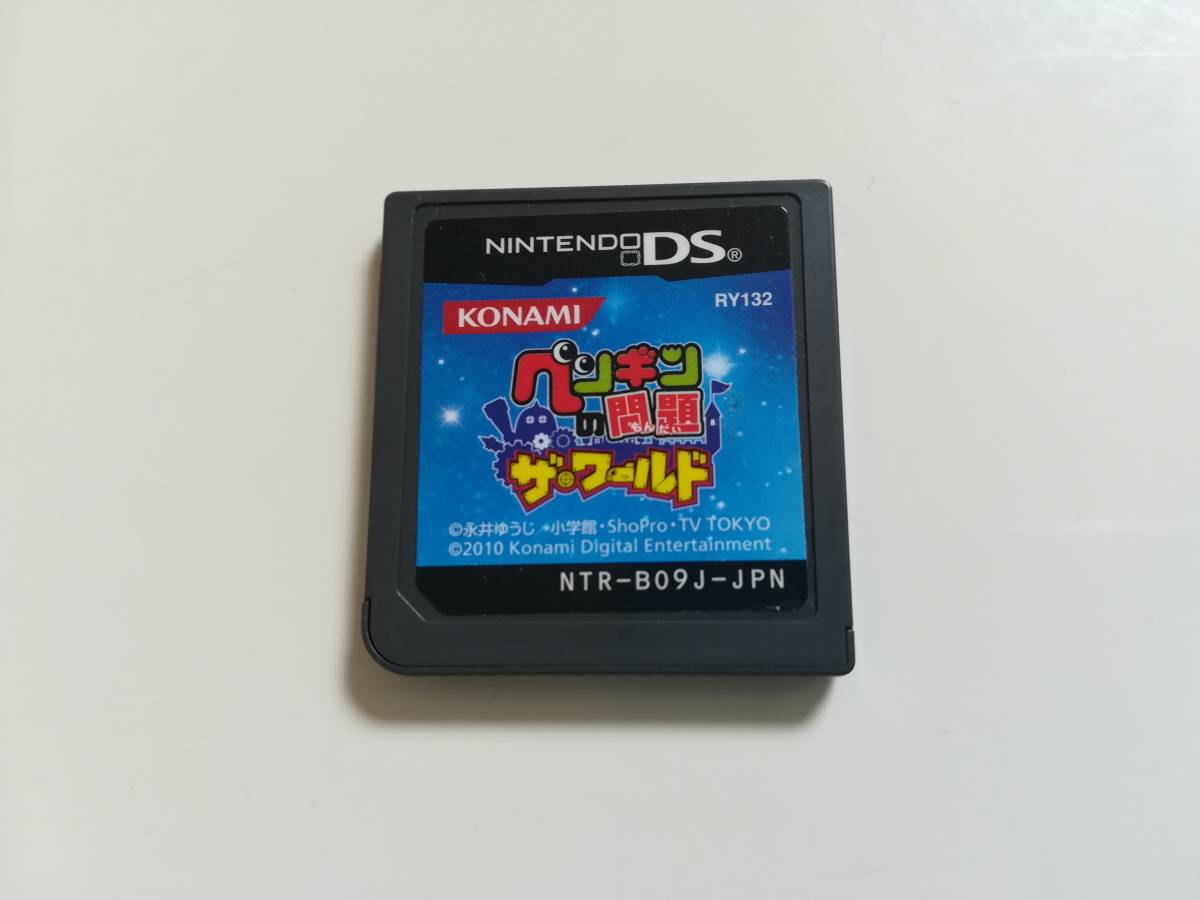 NINTENDO DS®
KONAMI
RY132
ペンギン
の問題
もんだい
ザ・ワールド
©永井ゆうじ／小学館・ShoPro・TV TOKYO
©2010 Konami Digital Entertainment
NTR-B09J-JPN